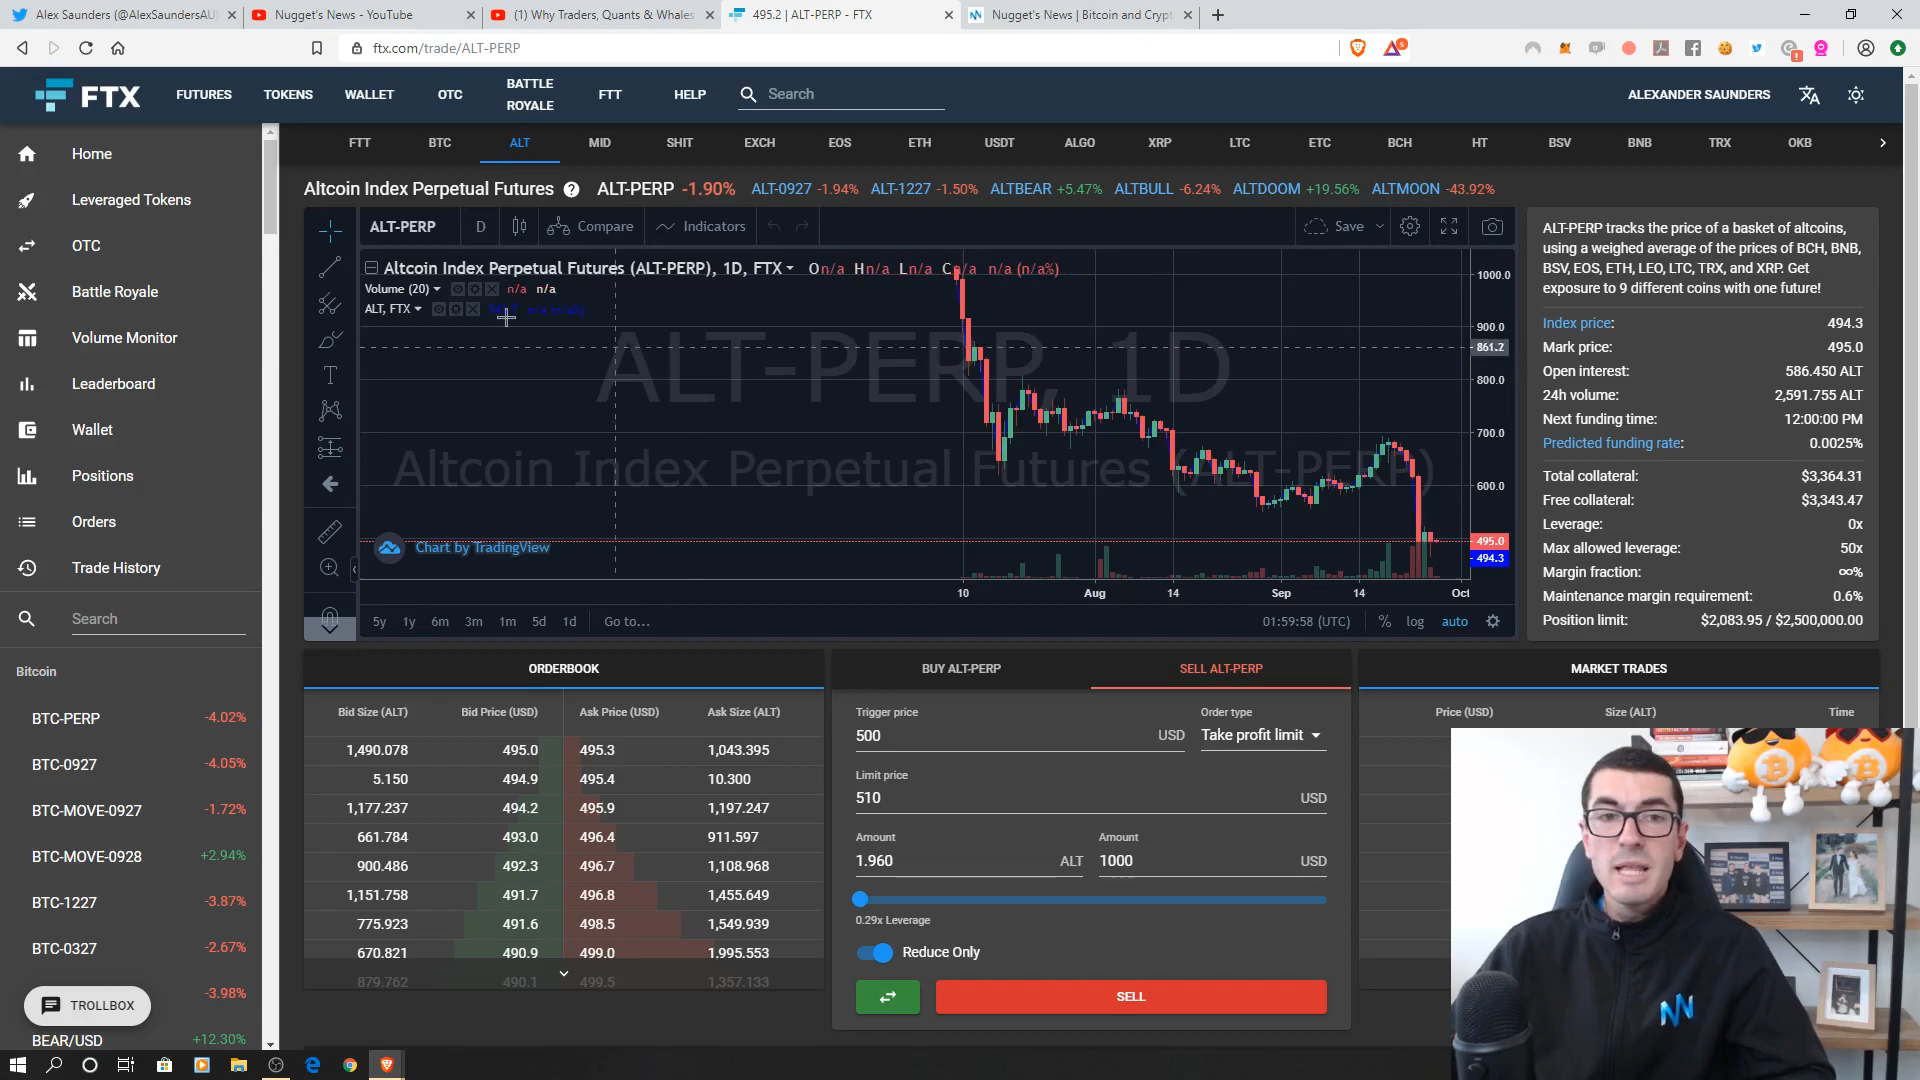 Alex Saunders (@AlexSaundersAU)
Nugget's News - YouTube
(1) Why Traders, Quants & Whales
495.2 | ALT-PERP - FTX
Nugget's News | Bitcoin and Crypt
ftx.com/trade/ALT-PERP
FTX
FUTURES
TOKENS
WALLET
OTC
BATTLE
ROYALE
FTT
HELP
Search
ALEXANDER SAUNDERS
FTT
BTC
ALT
MID
SHIT
EXCH
EOS
ETH
USDT
ALGO
XRP
LTC
ETC
BCH
HT
BSV
BNB
TRX
OKB
Home
Leveraged Tokens
OTC
Battle Royale
Volume Monitor
Leaderboard
Wallet
Positions
Orders
Trade History
Search
Bitcoin
BTC-PERP -4.02%
BTC-0927 -4.05%
BTC-MOVE-0927 -1.72%
BTC-MOVE-0928 +2.94%
BTC-1227 -3.87%
BTC-0327 -2.67%
-3.98%
TROLLBOX
BEAR/USD +12.30%
Altcoin Index Perpetual Futures ALT-PERP -1.90% ALT-0927 -1.94% ALT-1227 -1.50% ALTBEAR +5.47% ALTBULL -6.24% ALTDOOM +19.56% ALTMOON -43.92%
ALT-PERP D Compare Indicators Save
Altcoin Index Perpetual Futures (ALT-PERP), 1D, FTX On/a Hn/a Ln/a Cn/a n/a (n/a%)
Volume (20) n/a n/a
ALT, FTX n/a (n/a%)
ALT-PERP, 1D
Altcoin Index Perpetual Futures (ALT-PERP)
1000.0
900.0
861.2
800.0
700.0
600.0
495.0
494.3
Chart by TradingView
10 Aug 14 Sep 14 Oct
5y 1y 6m 3m 1m 5d 1d Go to... 01:59:58 (UTC) % log auto
ALT-PERP tracks the price of a basket of altcoins,
using a weighed average of the prices of BCH, BNB,
BSV, EOS, ETH, LEO, LTC, TRX, and XRP. Get
exposure to 9 different coins with one future!
Index price: 494.3
Mark price: 495.0
Open interest: 586.450 ALT
24h volume: 2,591.755 ALT
Next funding time: 12:00:00 PM
Predicted funding rate: 0.0025%
Total collateral: $3,364.31
Free collateral: $3,343.47
Leverage: 0x
Max allowed leverage: 50x
Margin fraction: ∞%
Maintenance margin requirement: 0.6%
Position limit: $2,083.95 / $2,500,000.00
ORDERBOOK
Bid Size (ALT) Bid Price (USD) Ask Price (USD) Ask Size (ALT)
1,490.078 495.0 495.3 1,043.395
5.150 494.9 495.4 10.300
1,177.237 494.2 495.9 1,197.247
661.784 493.0 496.4 911.597
900.486 492.3 496.7 1,108.968
1,151.758 491.7 496.8 1,455.649
775.923 491.6 498.5 1,549.939
670.821 490.9 499.0 1,995.553
879.762 490.1 499.5 1,357.133
BUY ALT-PERP
SELL ALT-PERP
Trigger price
500 USD
Order type
Take profit limit
Limit price
510 USD
Amount
1.960 ALT
Amount
1000 USD
0.29x Leverage
Reduce Only
SELL
MARKET TRADES
Price (USD) Size (ALT) Time